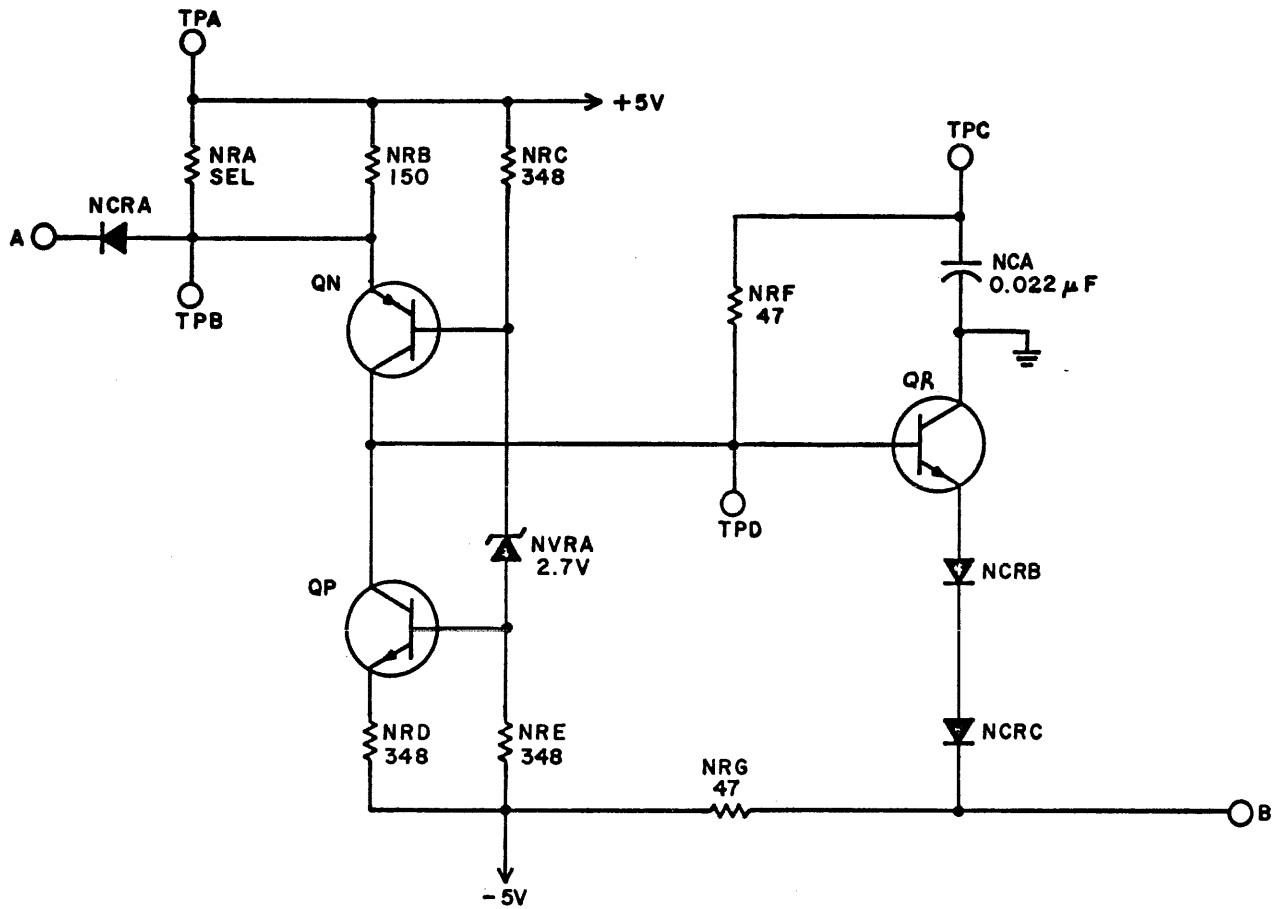 TPA
+5V
TPC
NRA
SEL
NRB
150
NRC
348
NCRA
A
QN
TPB
NRF
47
NCA
0.022 µF
QR
TPD
NVRA
2.7V
NCRB
QP
NCRC
NRD
348
NRE
348
NRG
47
B
-5V